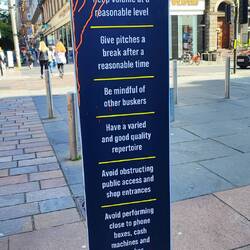 Keep volume at a
reasonable level
Give pitches a
break after a
reasonable time
Be mindful of
other buskers
Have a varied
and good quality
repertoire
Avoid obstructing
public access and
shop entrances
Avoid performing
close to phone
boxes, cash
machines and